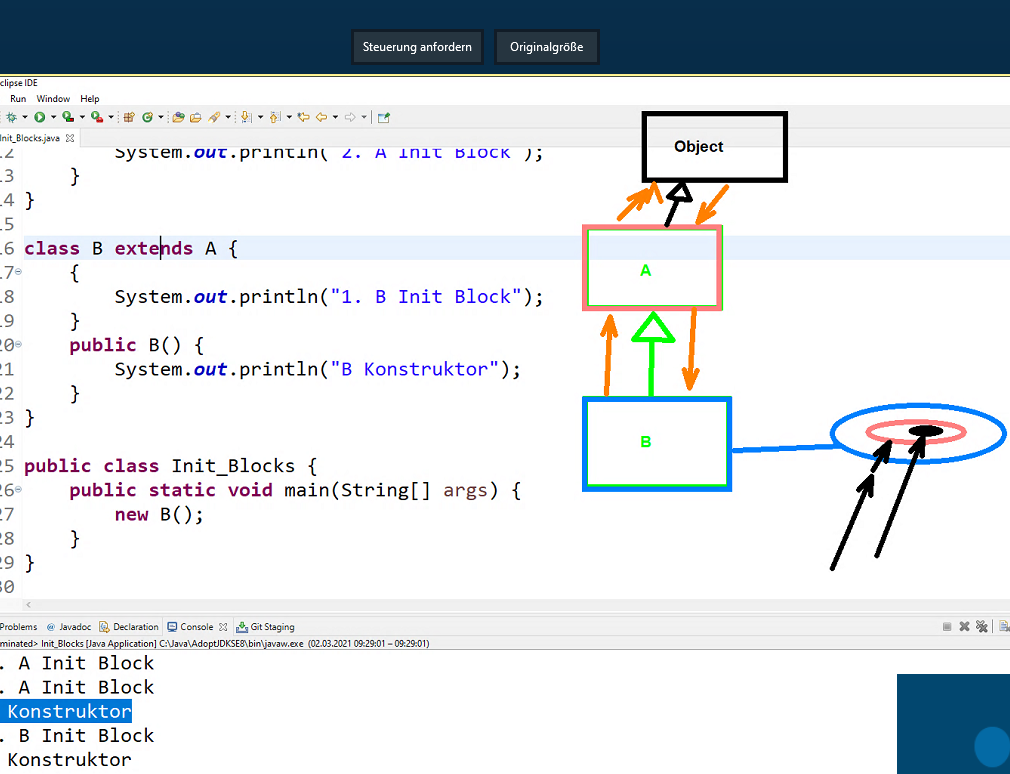 Steuerung anfordern Originalgröße
clipse IDE
Run Window Help
Init_Blocks.java
12 System.out.println("2. A Init Block");
13 }
14 }
15
16 class B extends A {
17 {
18 System.out.println("1. B Init Block");
19 }
20 public B() {
21 System.out.println("B Konstruktor");
22 }
23 }
24
25 public class Init_Blocks {
26 public static void main(String[] args) {
27 new B();
28 }
29 }
30
Object
A
B
Problems Javadoc Declaration Console Git Staging
minated> Init_Blocks [Java Application] C:\Java\AdoptJDKSE8\bin\javaw.exe (02.03.2021 09:29:01 – 09:29:01)
. A Init Block
. A Init Block
Konstruktor
. B Init Block
Konstruktor